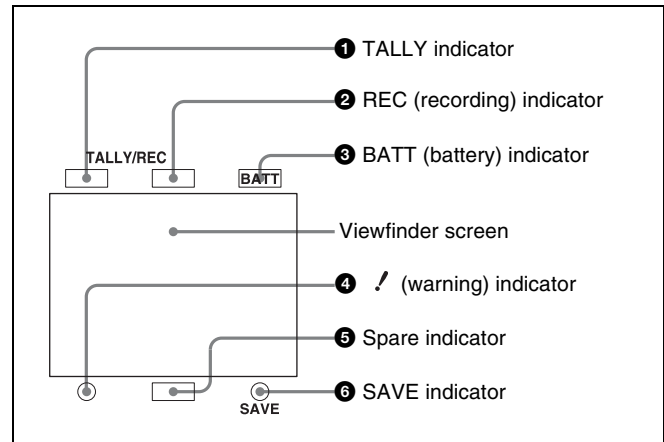 ❶ TALLY indicator
❷ REC (recording) indicator
TALLY/REC
❸ BATT (battery) indicator
BATT
Viewfinder screen
❹ ! (warning) indicator
❺ Spare indicator
❻ SAVE indicator
SAVE